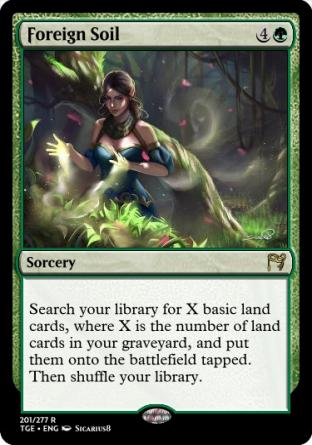 Foreign Soil 4
Sorcery
Search your library for X basic land
cards, where X is the number of land
cards in your graveyard, and put
them onto the battlefield tapped.
Then shuffle your library.
201/277 R
TGE • ENG Sicarius8